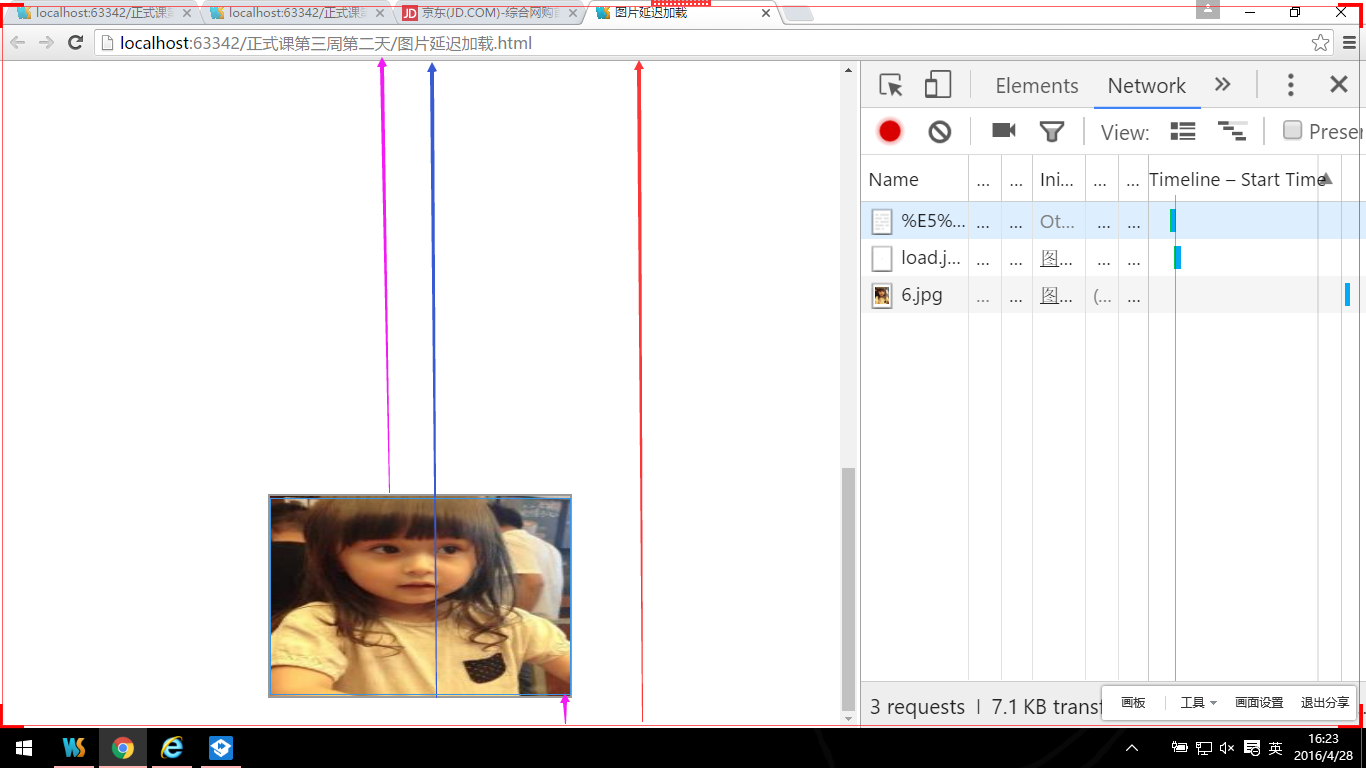 localhost:63342/正式课第
localhost:63342/正式课第
JD 京东(JD.COM)-综合网购
图片延迟加载
localhost:63342/正式课第三周第二天/图片延迟加载.html
Elements
Network
View:
Preser
Name
...
...
Ini...
...
...
Timeline – Start Time
%E5%...
...
...
Ot...
...
...
load.j...
...
...
图...
...
...
6.jpg
...
...
图...
(...
...
3 requests
7.1 KB transf
画板
工具
画面设置
退出分享
英
16:23
2016/4/28